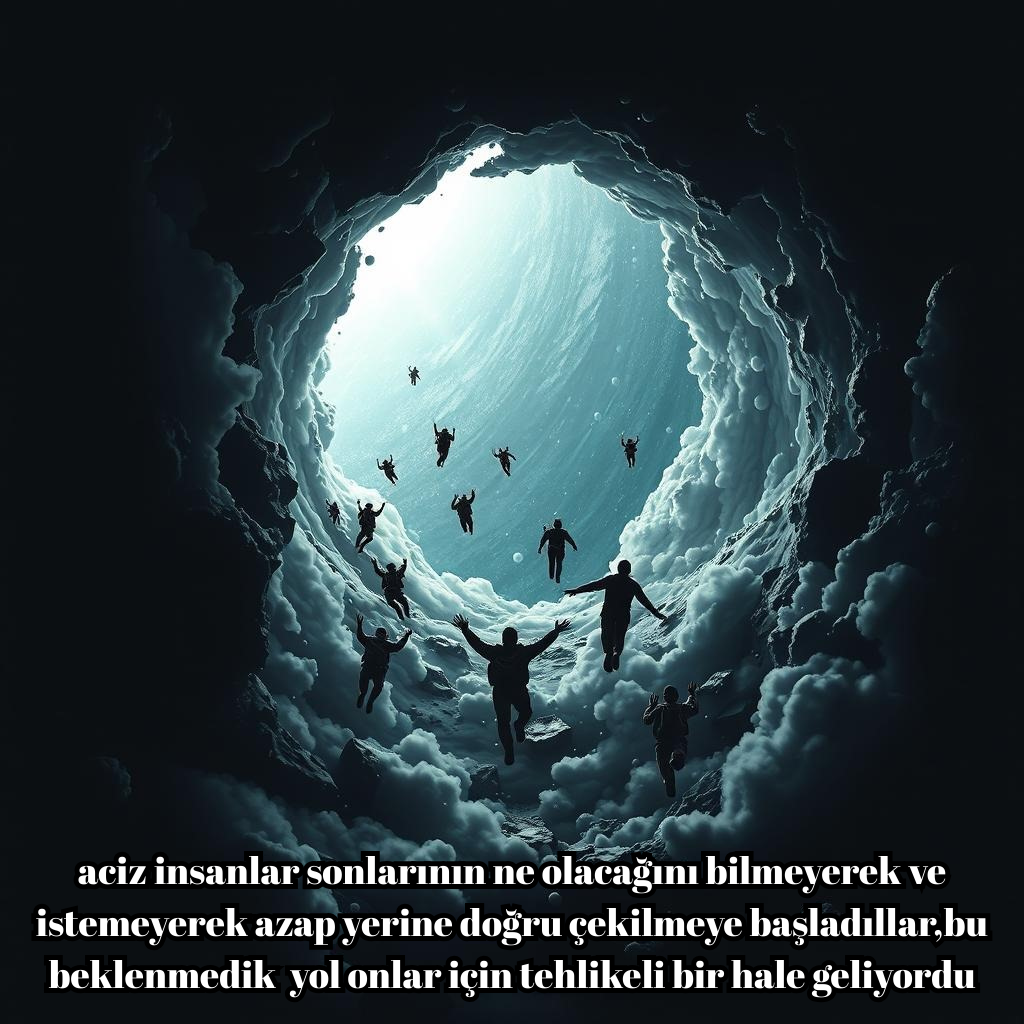 aciz insanlar sonlarının ne olacağını bilmeyerek ve
istemeyerek azap yerine doğru çekilmeye başladıllar,bu
beklenmedik yol onlar için tehlikeli bir hale geliyordu